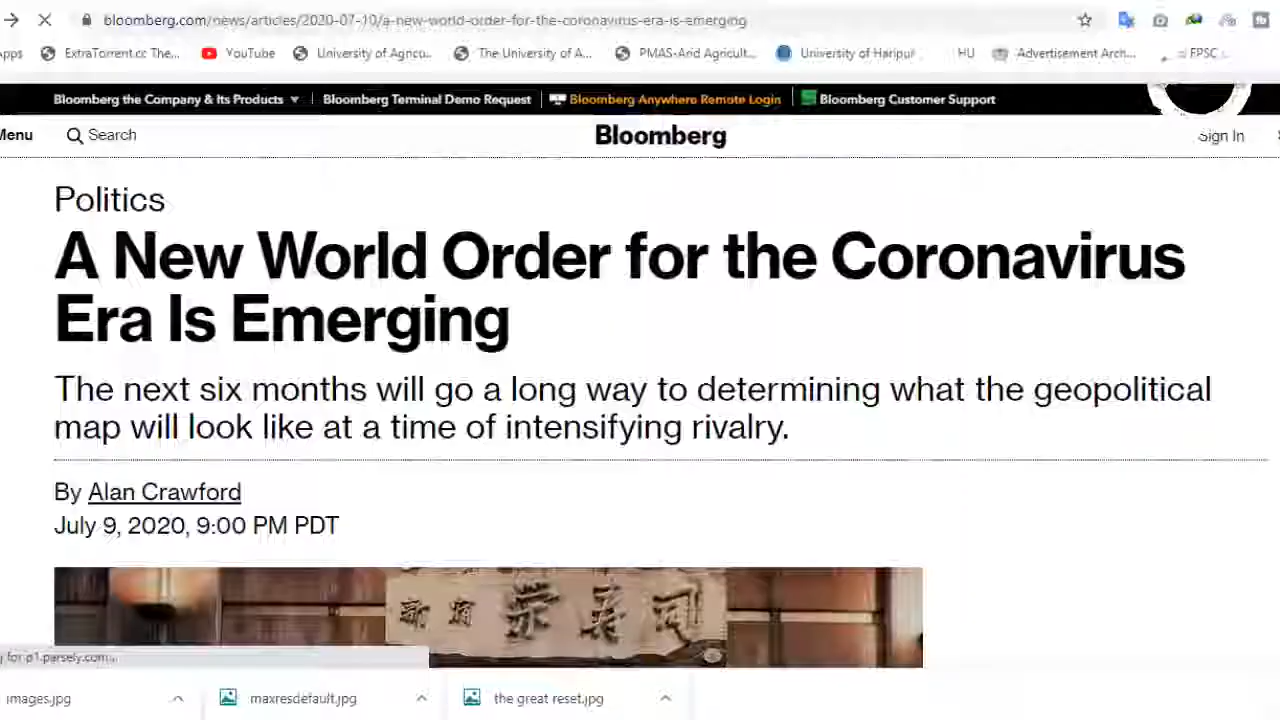 bloomberg.com/news/articles/2020-07-10/a-new-world-order-for-the-coronavirus-era-is-emerging
Apps ExtraTorrent.cc The... YouTube University of Agricu... The University of A... PMAS-Arid Agricult... University of Haripur HU Advertisement Arch... FPSC
Bloomberg the Company & Its Products Bloomberg Terminal Demo Request Bloomberg Anywhere Remote Login Bloomberg Customer Support
Menu Search Bloomberg Sign In
Politics
A New World Order for the Coronavirus
Era Is Emerging
The next six months will go a long way to determining what the geopolitical
map will look like at a time of intensifying rivalry.
By Alan Crawford
July 9, 2020, 9:00 PM PDT
寿司
for p1.parsely.com...
images.jpg maxresdefault.jpg the great reset.jpg